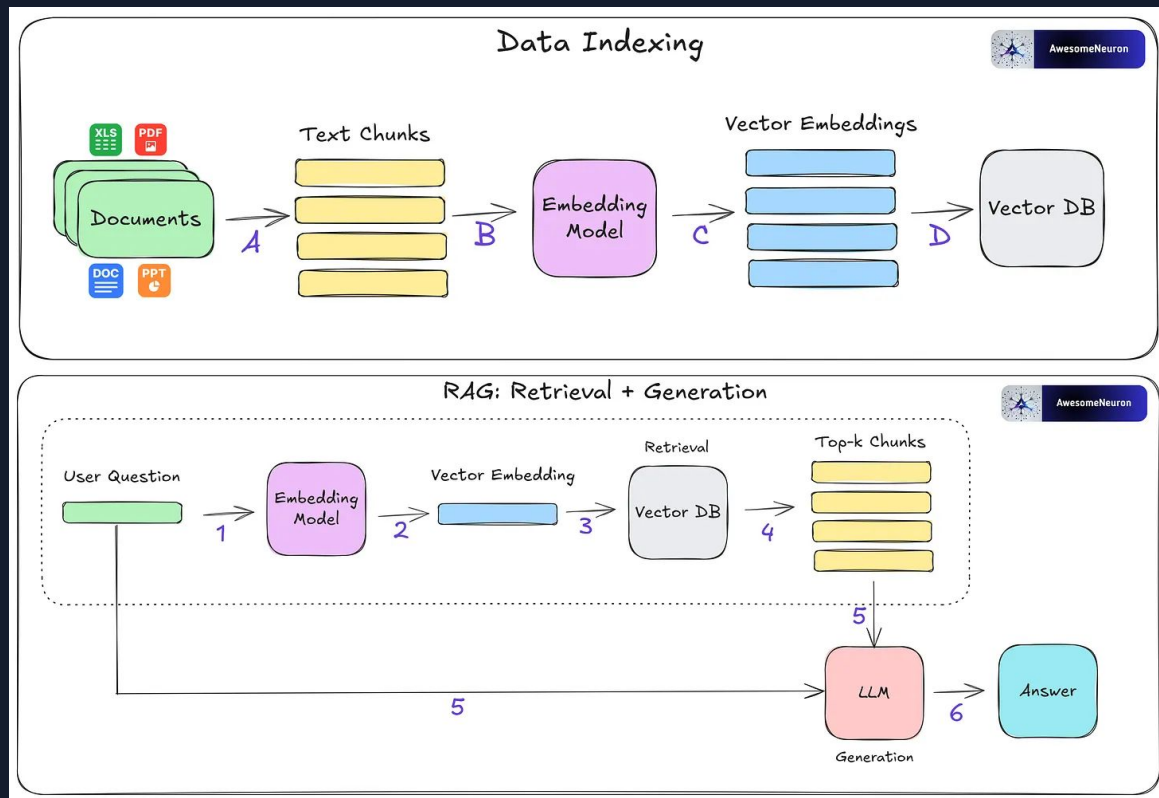 Data Indexing
AwesomeNeuron
XLS
PDF
Text Chunks
Vector Embeddings
Documents
Embedding
Model
Vector DB
A
B
C
D
DOC
PPT
RAG: Retrieval + Generation
AwesomeNeuron
User Question
Vector Embedding
Retrieval
Top-k Chunks
Embedding
Model
Vector DB
1
2
3
4
5
LLM
Answer
5
6
Generation